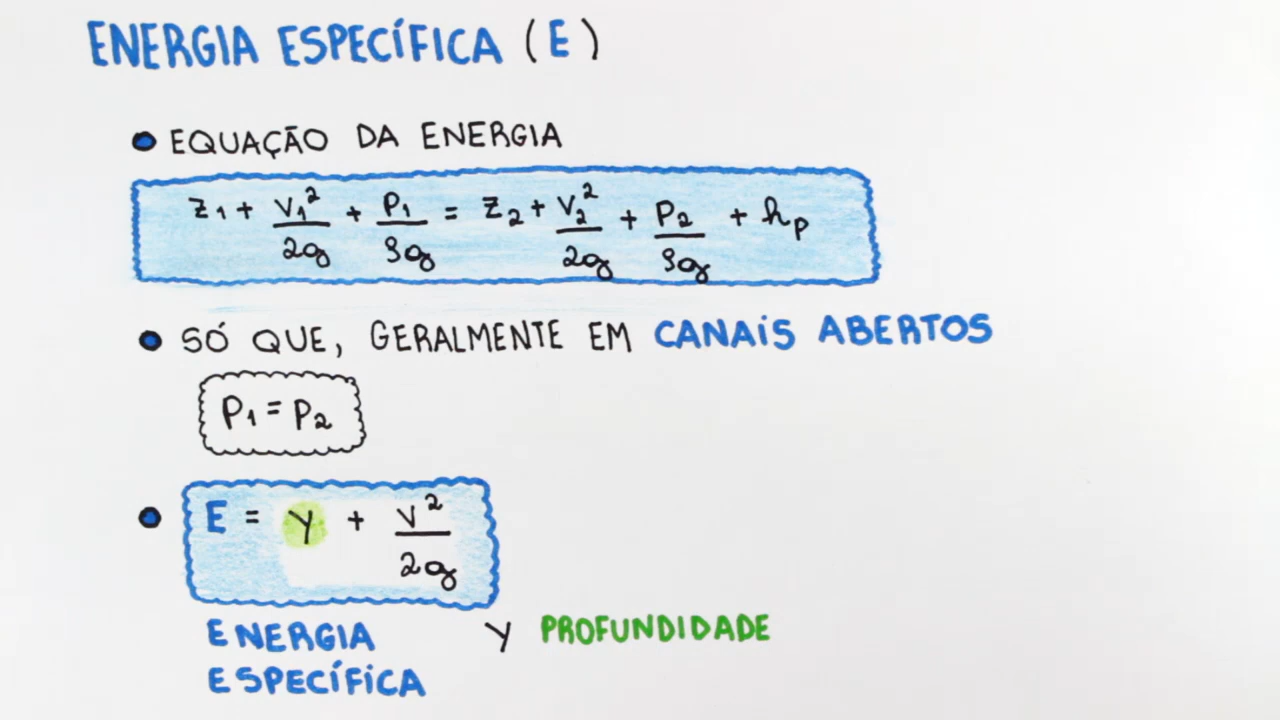 ENERGIA ESPECÍFICA (E)
EQUAÇÃO DA ENERGIA
z₁ + v₁²/2g + p₁/ρg = z₂ + v₂²/2g + p₂/ρg + hₚ
SÓ QUE, GERALMENTE EM CANAIS ABERTOS
p₁ = p₂
E = y + v²/2g
ENERGIA
ESPECÍFICA
y PROFUNDIDADE